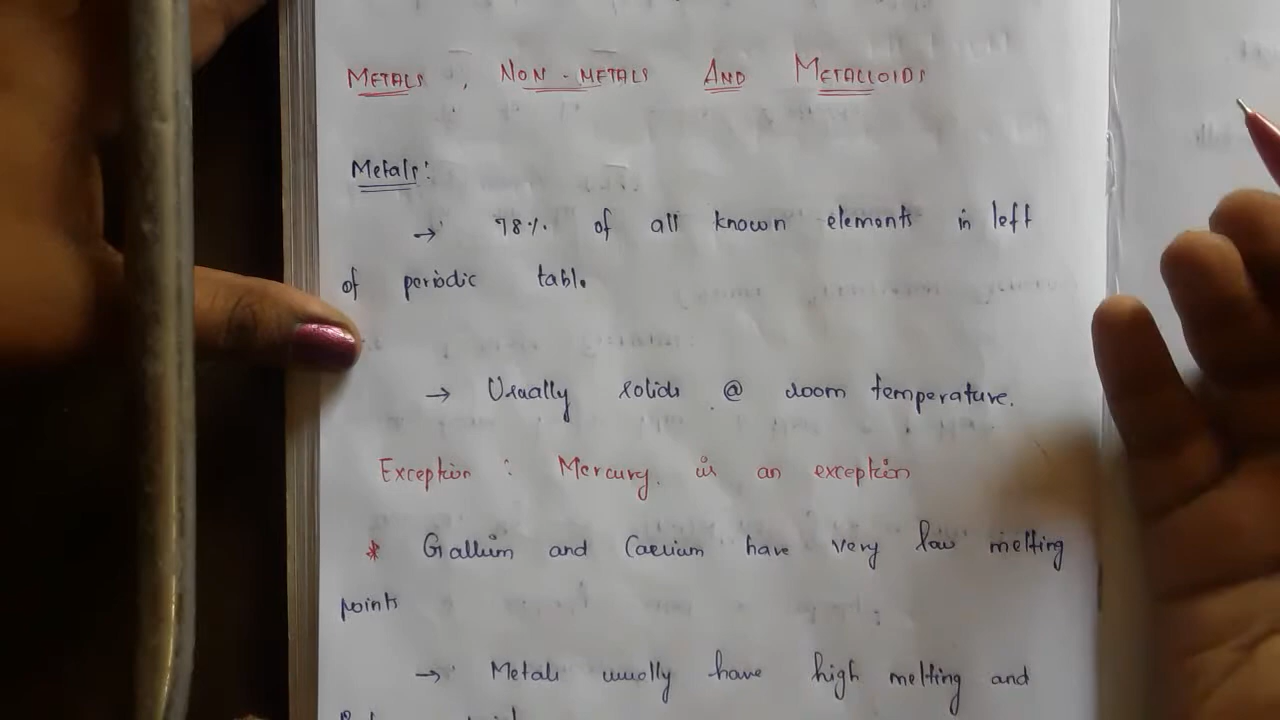 METALS, NON-METALS AND METALLOIDS
Metals:
→ 78% of all known elements in left
of periodic table
→ Usually solids @ room temperature.
Exception : Mercury is an exception
* Gallium and Caesium have very low melting
points
→ Metals usually have high melting and